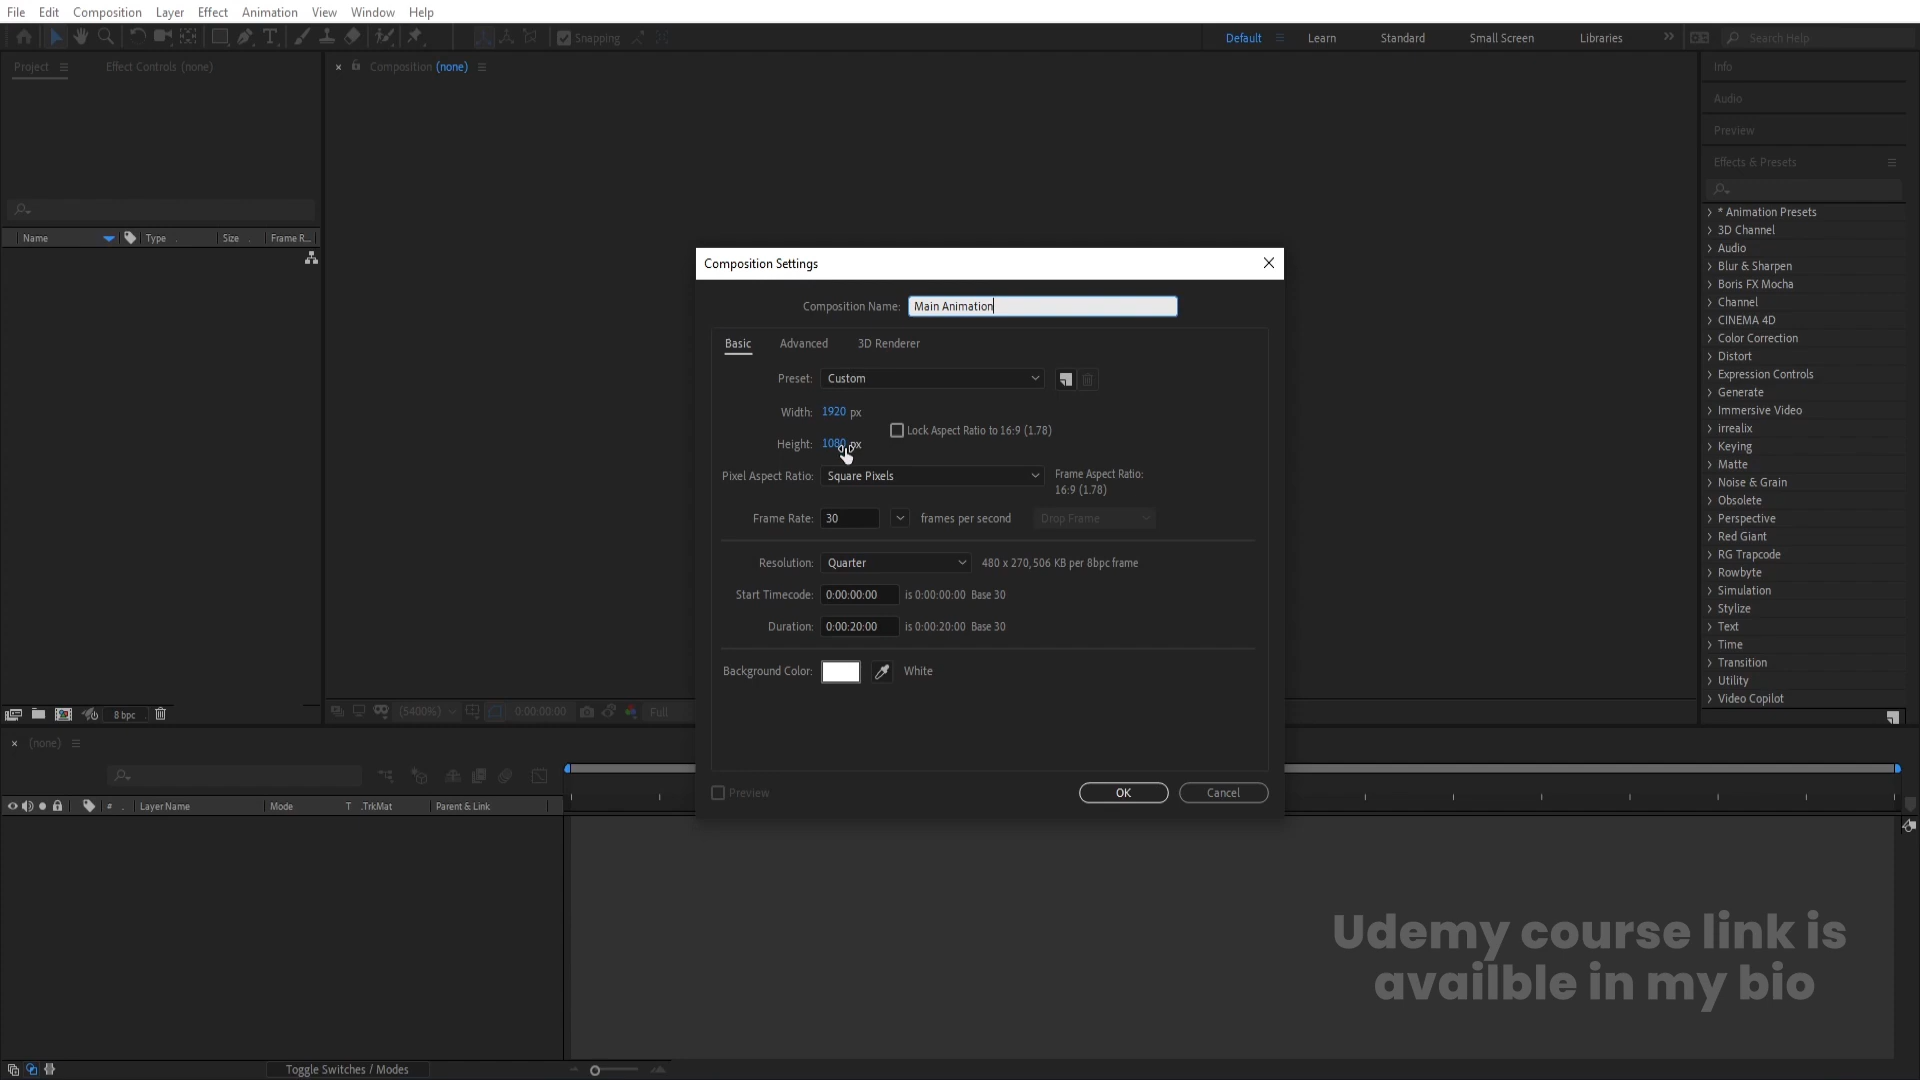 File Edit Composition Layer Effect Animation View Window Help
Snapping Default Learn Standard Small Screen Libraries Search Help
Project Effect Controls (none)
Composition (none)
Info
Audio
Preview
Effects & Presets
Name Type Size Frame R...
* Animation Presets
3D Channel
Audio
Blur & Sharpen
Boris FX Mocha
Channel
CINEMA 4D
Color Correction
Distort
Expression Controls
Generate
Immersive Video
irrealix
Keying
Matte
Noise & Grain
Obsolete
Perspective
Red Giant
RG Trapcode
Rowbyte
Simulation
Stylize
Text
Time
Transition
Utility
Video Copilot
Composition Settings
Composition Name: Main Animation
Basic Advanced 3D Renderer
Preset: Custom
Width: 1920 px
Lock Aspect Ratio to 16:9 (1.78)
Height: 1080 px
Pixel Aspect Ratio: Square Pixels
Frame Aspect Ratio:
16:9 (1.78)
Frame Rate: 30 frames per second Drop Frame
Resolution: Quarter 480 x 270, 506 KB per 8bpc frame
Start Timecode: 0:00:00:00 is 0:00:00:00 Base 30
Duration: 0:00:20:00 is 0:00:20:00 Base 30
Background Color: White
Preview OK Cancel
8 bpc
(5400%) 0:00:00:00 Full
(none)
# Layer Name Mode T .TrkMat Parent & Link
Udemy course link is
availble in my bio
Toggle Switches / Modes